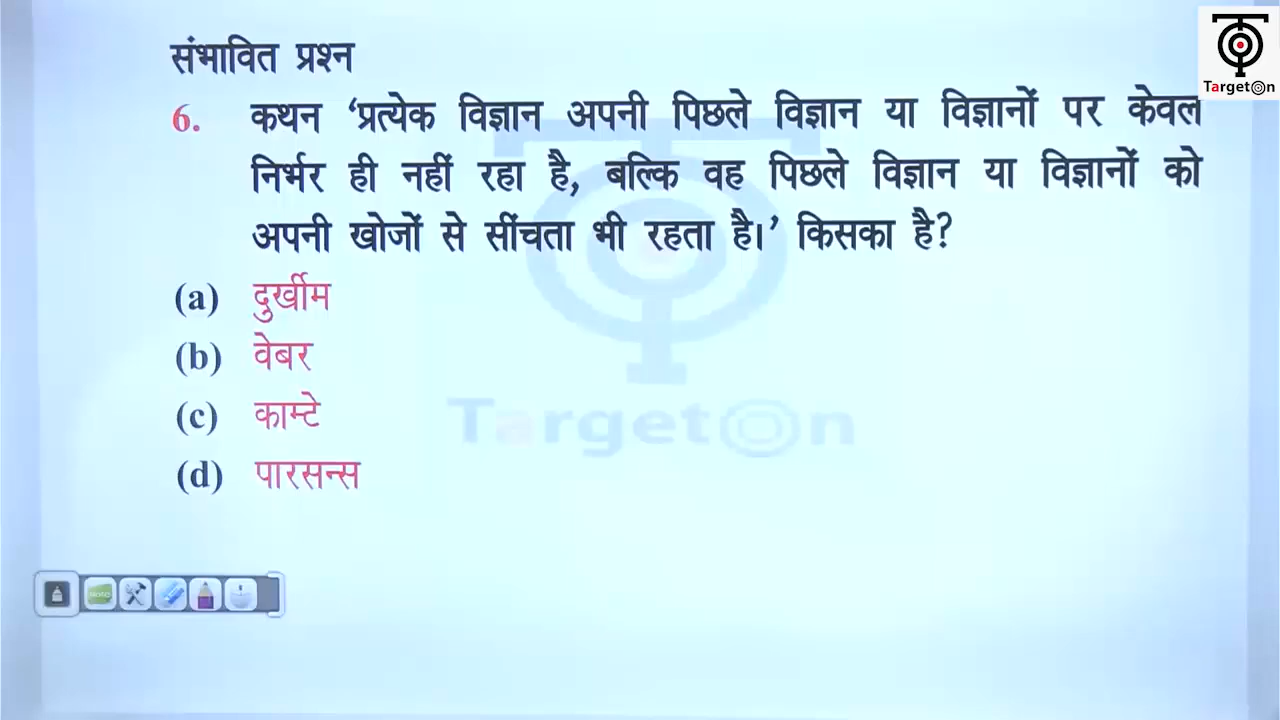 TargetOn
संभावित प्रश्न
6. कथन ‘प्रत्येक विज्ञान अपनी पिछले विज्ञान या विज्ञानों पर केवल
निर्भर ही नहीं रहा है, बल्कि वह पिछले विज्ञान या विज्ञानों को
अपनी खोजों से सींचता भी रहता है।’ किसका है?
(a) दुर्खीम
(b) वेबर
(c) काम्टे
(d) पारसन्स
TargetOn